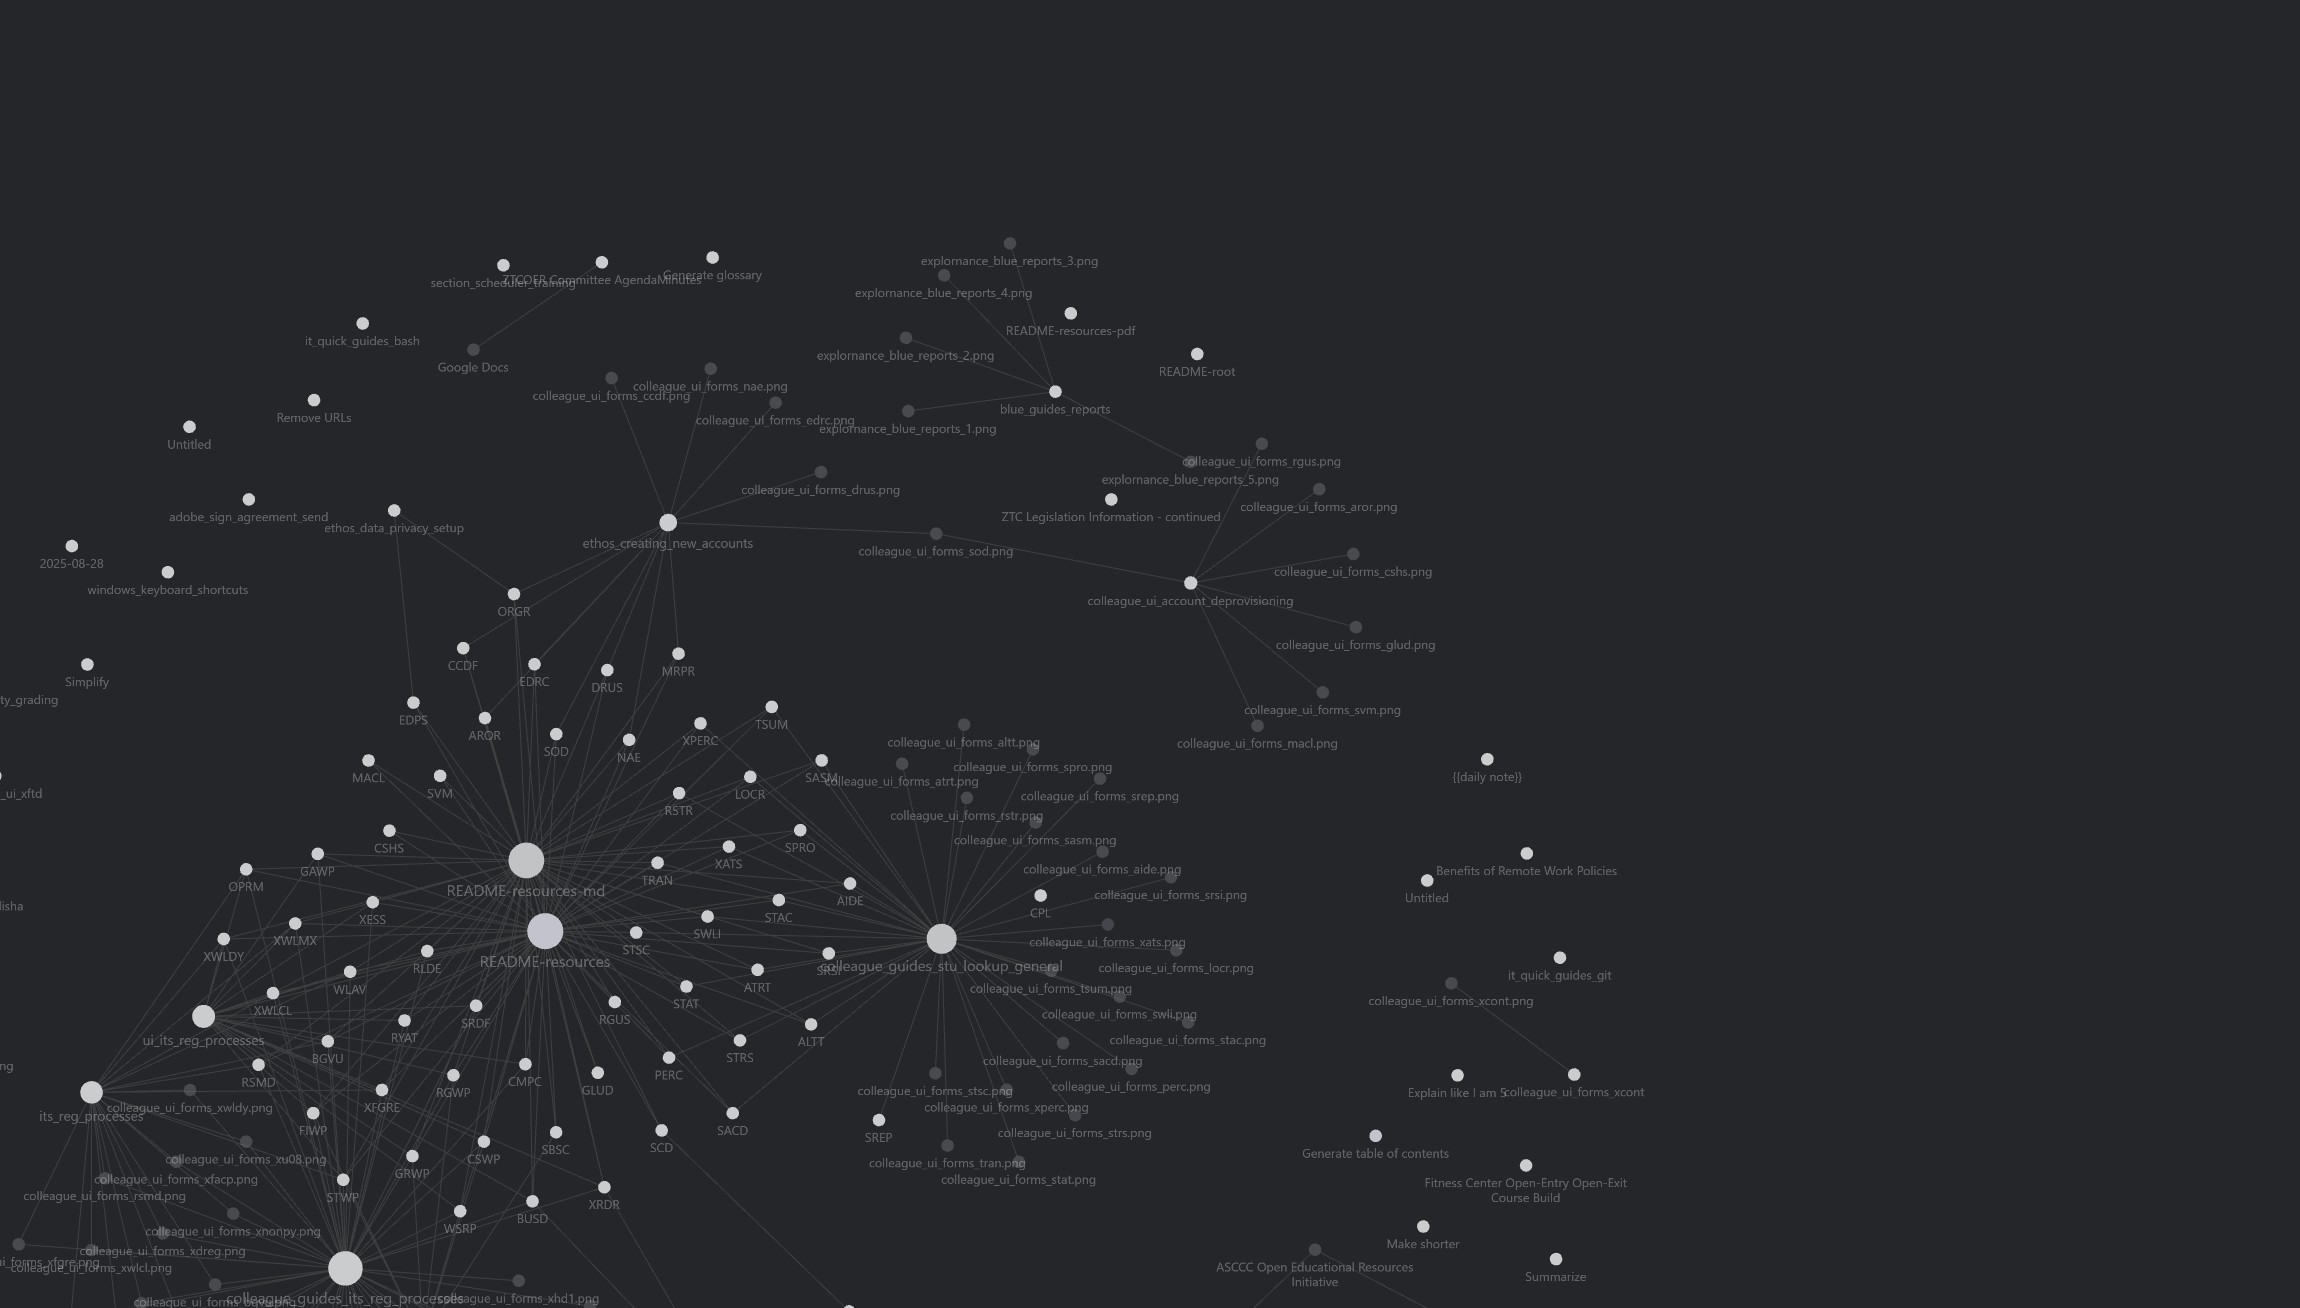 explornance_blue_reports_3.png
section_scheduler_training
ZTCOER Committee AgendaMinutes
Generate glossary
explornance_blue_reports_4.png
README-resources-pdf
it_quick_guides_bash
explornance_blue_reports_2.png
Google Docs
README-root
colleague_ui_forms_nae.png
colleague_ui_forms_ccdf.png
blue_guides_reports
Remove URLs
colleague_ui_forms_edrc.png
explornance_blue_reports_1.png
Untitled
colleague_ui_forms_rgus.png
explornance_blue_reports_5.png
colleague_ui_forms_drus.png
colleague_ui_forms_aror.png
adobe_sign_agreement_send
ethos_data_privacy_setup
ZTC Legislation Information - continued
ethos_creating_new_accounts
colleague_ui_forms_sod.png
2025-08-28
colleague_ui_forms_cshs.png
windows_keyboard_shortcuts
colleague_ui_account_deprovisioning
ORGR
colleague_ui_forms_glud.png
CCDF
MRPR
Simplify
EDRC
DRUS
ty_grading
colleague_ui_forms_svm.png
EDPS
TSUM
AROR
XPERC
colleague_ui_forms_altt.png
colleague_ui_forms_macl.png
SOD
NAE
colleague_ui_forms_spro.png
MACL
SASM
colleague_ui_forms_atrt.png
{{daily note}}
_ui_xftd
SVM
LOCR
colleague_ui_forms_srep.png
RSTR
colleague_ui_forms_rstr.png
colleague_ui_forms_sasm.png
CSHS
SPRO
XATS
GAWP
TRAN
colleague_ui_forms_aide.png
Benefits of Remote Work Policies
OPRM
README-resources-md
AIDE
colleague_ui_forms_srsi.png
Untitled
lisha
XESS
STAC
CPL
XWLMX
SWLI
colleague_ui_forms_xats.png
XWLDY
STSC
README-resources
RLDE
SRSI
colleague_guides_stu_lookup_general
colleague_ui_forms_locr.png
it_quick_guides_git
WLAV
ATRT
colleague_ui_forms_tsum.png
colleague_ui_forms_xcont.png
XWLCL
STAT
SRDF
RGUS
colleague_ui_forms_swli.png
ui_its_reg_processes
RYAT
ALTT
colleague_ui_forms_stac.png
BGVU
STRS
colleague_ui_forms_sacd.png
ng
RSMD
CMPC
PERC
colleague_ui_forms_perc.png
RGWP
GLUD
colleague_ui_forms_stsc.png
Explain like I am 5
colleague_ui_forms_xcont
its_reg_processes
colleague_ui_forms_xwldy.png
XFGRE
colleague_ui_forms_xperc.png
FIWP
SACD
SREP
colleague_ui_forms_strs.png
SBSC
SCD
Generate table of contents
CSWP
colleague_ui_forms_xu08.png
colleague_ui_forms_tran.png
GRWP
colleague_ui_forms_xfacp.png
colleague_ui_forms_stat.png
Fitness Center Open-Entry Open-Exit
Course Build
colleague_ui_forms_rsmd.png
STWP
XRDR
BUSD
WSRP
colleague_ui_forms_xnonpy.png
Make shorter
colleague_ui_forms_xdreg.png
ui_forms_xfgre.png
colleague_ui_forms_xwlcl.png
ASCCC Open Educational Resources
Initiative
Summarize
colleague_guides_its_reg_processes
colleague_ui_forms_xhd1.png